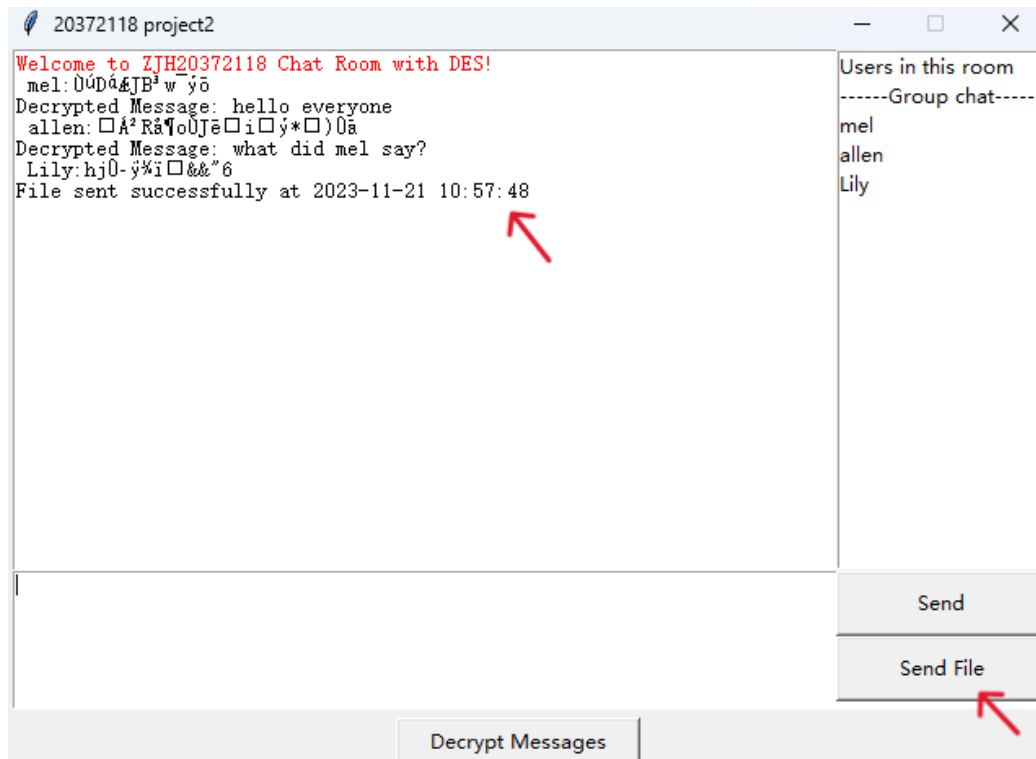 20372118 project2
Welcome to ZJH20372118 Chat Room with DES!
mel:
Decrypted Message: hello everyone
allen:
Decrypted Message: what did mel say?
Lily:hjÛ-
File sent successfully at 2023-11-21 10:57:48
Users in this room
------Group chat-----
mel
allen
Lily
Send
Send File
Decrypt Messages